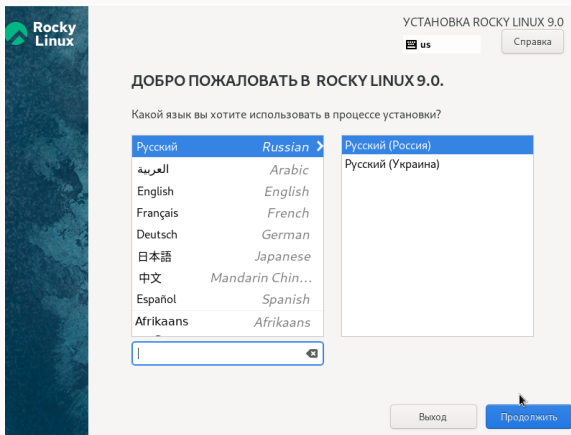 Rocky
Linux
УСТАНОВКА ROCKY LINUX 9.0
us
Справка
ДОБРО ПОЖАЛОВАТЬ В ROCKY LINUX 9.0.
Какой язык вы хотите использовать в процессе установки?
Русский Russian
العربية Arabic
English English
Français French
Deutsch German
日本語 Japanese
中文 Mandarin Chin...
Español Spanish
Afrikaans Afrikaans
Русский (Россия)
Русский (Украина)
Выход
Продолжить